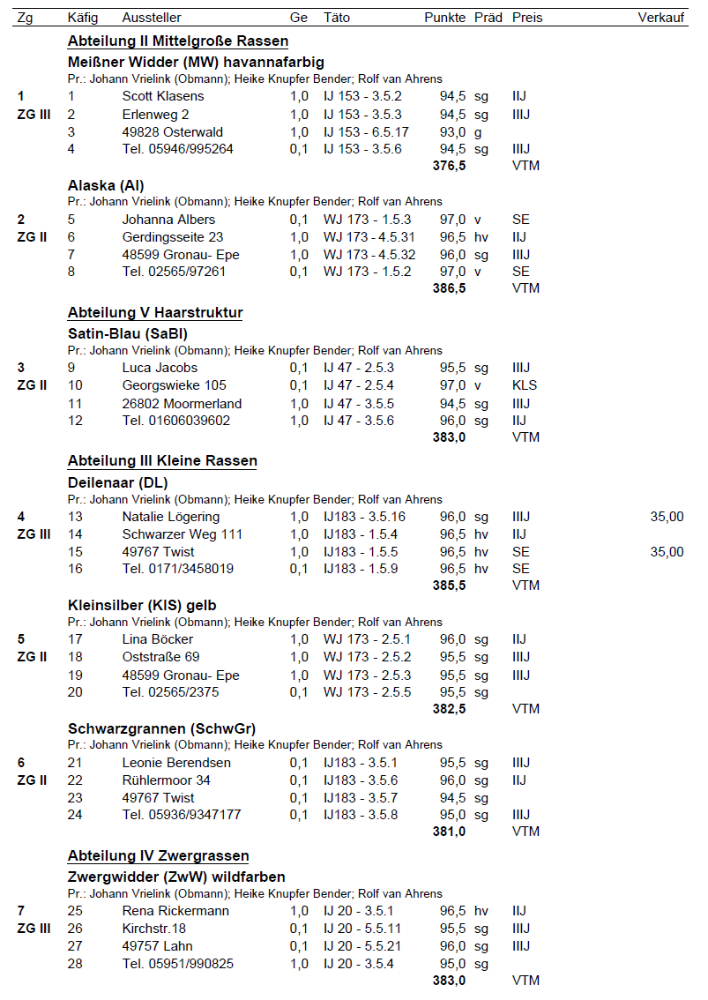 Zg Käfig Aussteller Ge Täto Punkte Präd Preis Verkauf
Abteilung II Mittelgroße Rassen
Meißner Widder (MW) havannafarbig
Pr.: Johann Vrielink (Obmann); Heike Knupfer Bender; Rolf van Ahrens
1 1 Scott Klasens 1,0 IJ 153 - 3.5.2 94,5 sg IIJ
ZG III 2 Erlenweg 2 1,0 IJ 153 - 3.5.3 94,5 sg IIIJ
3 49828 Osterwald 1,0 IJ 153 - 6.5.17 93,0 g
4 Tel. 05946/995264 0,1 IJ 153 - 3.5.6 94,5 sg IIIJ
376,5 VTM
Alaska (Al)
Pr.: Johann Vrielink (Obmann); Heike Knupfer Bender; Rolf van Ahrens
2 5 Johanna Albers 0,1 WJ 173 - 1.5.3 97,0 v SE
ZG II 6 Gerdingsseite 23 1,0 WJ 173 - 4.5.31 96,5 hv IIJ
7 48599 Gronau- Epe 1,0 WJ 173 - 4.5.32 96,0 sg IIIJ
8 Tel. 02565/97261 0,1 WJ 173 - 1.5.2 97,0 v SE
386,5 VTM
Abteilung V Haarstruktur
Satin-Blau (SaBl)
Pr.: Johann Vrielink (Obmann); Heike Knupfer Bender; Rolf van Ahrens
3 9 Luca Jacobs 0,1 IJ 47 - 2.5.3 95,5 sg IIIJ
ZG II 10 Georgswieke 105 0,1 IJ 47 - 2.5.4 97,0 v KLS
11 26802 Moormerland 1,0 IJ 47 - 3.5.5 94,5 sg IIIJ
12 Tel. 01606039602 1,0 IJ 47 - 3.5.6 96,0 sg IIJ
383,0 VTM
Abteilung III Kleine Rassen
Deilenaar (DL)
Pr.: Johann Vrielink (Obmann); Heike Knupfer Bender; Rolf van Ahrens
4 13 Natalie Lögering 1,0 IJ183 - 3.5.16 96,0 sg IIIJ 35,00
ZG III 14 Schwarzer Weg 111 1,0 IJ183 - 1.5.4 96,5 hv IIJ
15 49767 Twist 1,0 IJ183 - 1.5.5 96,5 hv SE 35,00
16 Tel. 0171/3458019 0,1 IJ183 - 1.5.9 96,5 hv SE
385,5 VTM
Kleinsilber (KlS) gelb
Pr.: Johann Vrielink (Obmann); Heike Knupfer Bender; Rolf van Ahrens
5 17 Lina Böcker 1,0 WJ 173 - 2.5.1 96,0 sg IIJ
ZG II 18 Oststraße 69 1,0 WJ 173 - 2.5.2 95,5 sg IIIJ
19 48599 Gronau- Epe 1,0 WJ 173 - 2.5.3 95,5 sg IIIJ
20 Tel. 02565/2375 0,1 WJ 173 - 2.5.5 95,5 sg
382,5 VTM
Schwarzgrannen (SchwGr)
Pr.: Johann Vrielink (Obmann); Heike Knupfer Bender; Rolf van Ahrens
6 21 Leonie Berendsen 0,1 IJ183 - 3.5.1 95,5 sg IIIJ
ZG II 22 Rühlermoor 34 0,1 IJ183 - 3.5.6 96,0 sg IIJ
23 49767 Twist 0,1 IJ183 - 3.5.7 94,5 sg
24 Tel. 05936/9347177 0,1 IJ183 - 3.5.8 95,0 sg IIIJ
381,0 VTM
Abteilung IV Zwergrassen
Zwergwidder (ZwW) wildfarben
Pr.: Johann Vrielink (Obmann); Heike Knupfer Bender; Rolf van Ahrens
7 25 Rena Rickermann 1,0 IJ 20 - 3.5.1 96,5 hv IIJ
ZG III 26 Kirchstr.18 0,1 IJ 20 - 5.5.11 95,5 sg IIIJ
27 49757 Lahn 0,1 IJ 20 - 5.5.21 96,0 sg IIIJ
28 Tel. 05951/990825 1,0 IJ 20 - 3.5.4 95,0 sg
383,0 VTM